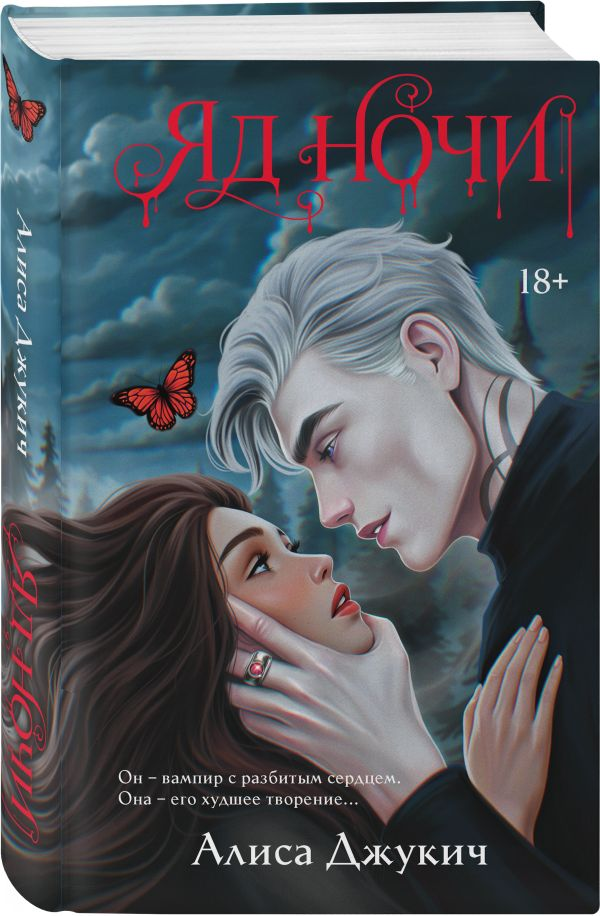 Яд ночи
18+
Он – вампир с разбитым сердцем.
Она – его худшее творение...
Алиса Джукич
Алиса Джукич
Яд ночи